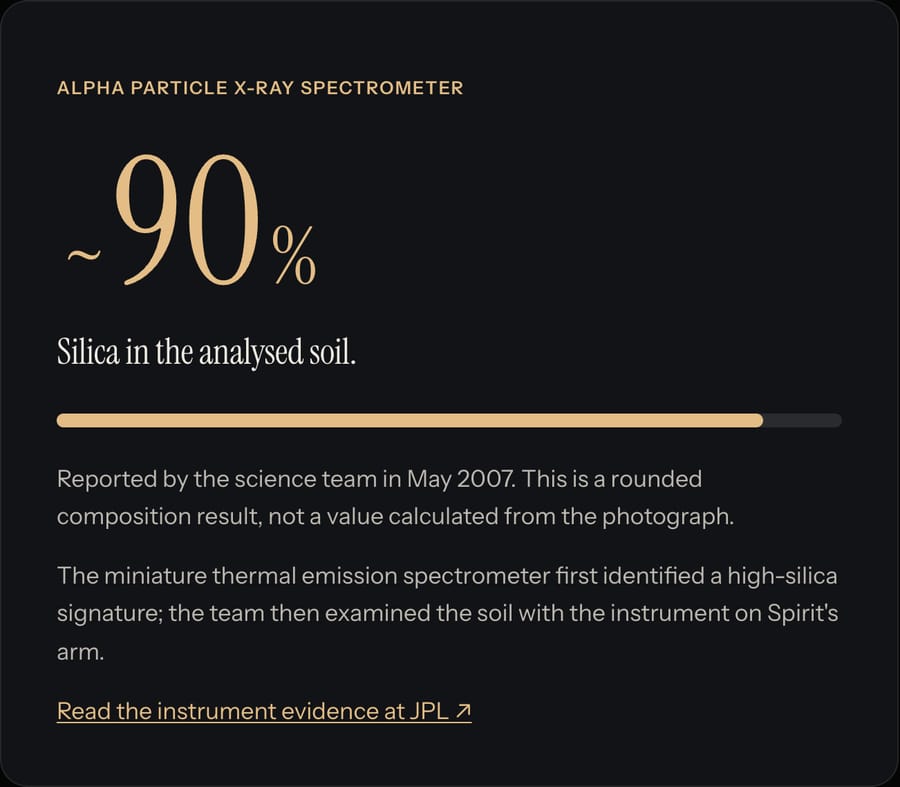 ALPHA PARTICLE X-RAY SPECTROMETER
~90%
Silica in the analysed soil.
Reported by the science team in May 2007. This is a rounded
composition result, not a value calculated from the photograph.
The miniature thermal emission spectrometer first identified a high-silica
signature; the team then examined the soil with the instrument on Spirit's
arm.
Read the instrument evidence at JPL ↗